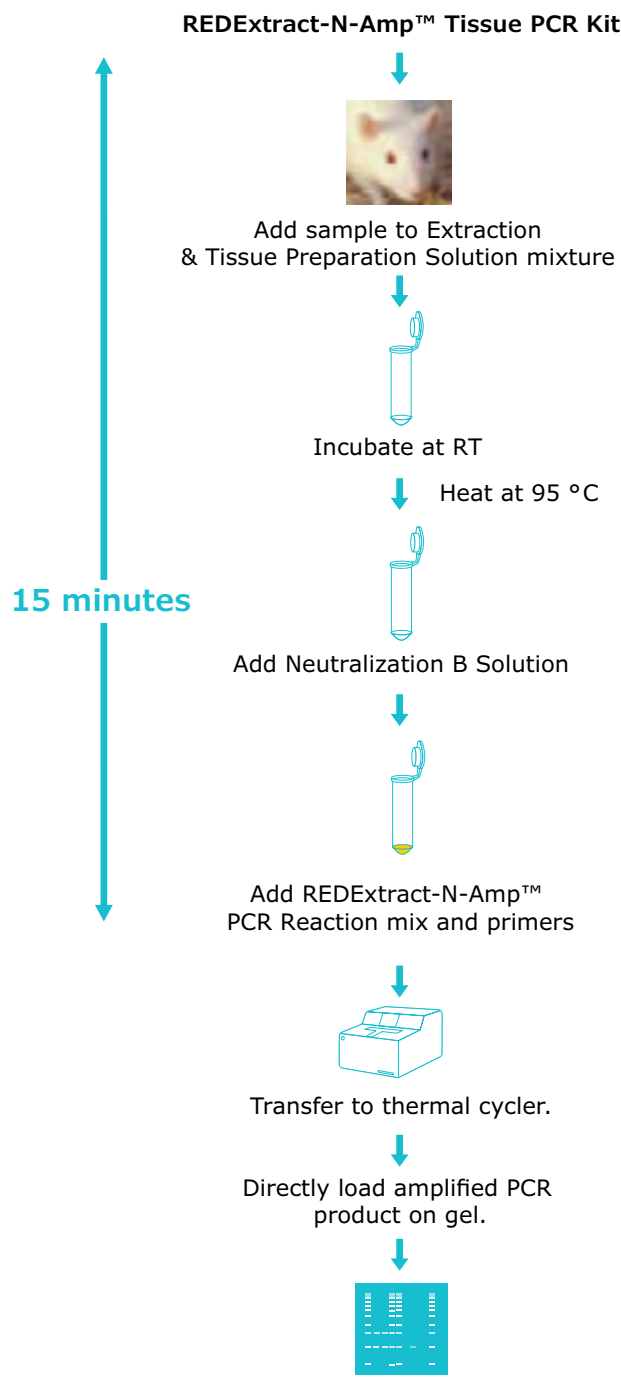 REDExtract-N-Amp™ Tissue PCR Kit
Add sample to Extraction
& Tissue Preparation Solution mixture
Incubate at RT
Heat at 95 °C
15 minutes
Add Neutralization B Solution
Add REDExtract-N-Amp™
PCR Reaction mix and primers
Transfer to thermal cycler.
Directly load amplified PCR
product on gel.